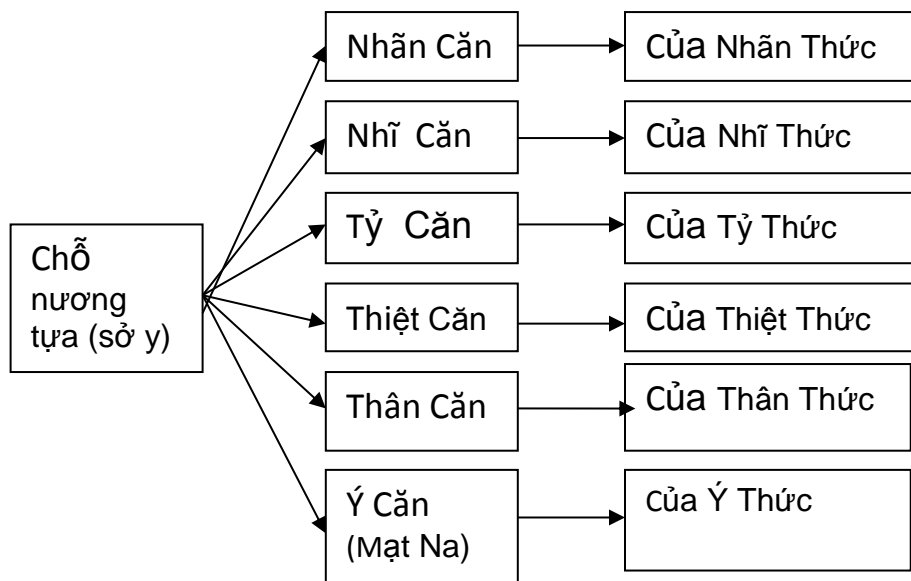 Chỗ
nương
tựa (sở y)
Nhãn Căn
Của Nhãn Thức
Nhĩ Căn
Của Nhĩ Thức
Tỷ Căn
Của Tỷ Thức
Thiệt Căn
Của Thiệt Thức
Thân Căn
Của Thân Thức
Ý Căn
(Mạt Na)
Của Ý Thức